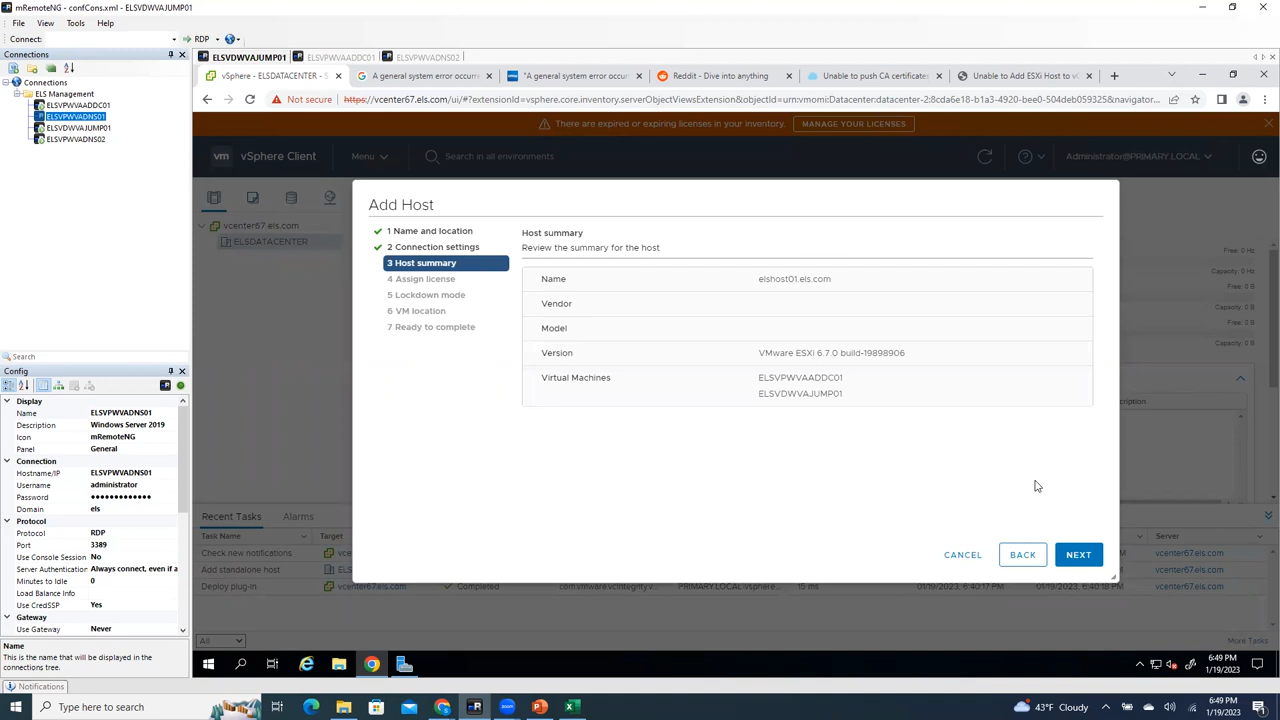 mRemoteNG - confCons.xml - ELSVDWVAJUMP01
File View Tools Help
Connect: RDP
Connections
Connections
ELS Management
ELSVPWVAADDC01
ELSVPWVADNS01
ELSVDWVAJUMP01
ELSVPWVADNS02
Search
Config
Display
Name ELSVPWVADNS01
Description Windows Server 2019
Icon mRemoteNG
Panel General
Connection
Hostname/IP ELSVPWVADNS01
Username administrator
Password
Domain els
Protocol
Protocol RDP
Port 3389
Use Console Session No
Server Authentication Always connect, even if a
Minutes to Idle 0
Load Balance Info
Use CredSSP Yes
Gateway
Use Gateway Never
Name
This is the name that will be displayed in the
connections tree.
Notifications
ELSVDWVAJUMP01 ELSVPWVAADDC01 ELSVPWVADNS02
vSphere - ELSDATACENTER - S A general system error occurr "A general system error occur Reddit - Dive into anything Unable to push CA certificates Unable to Add ESXi Host to vC
Not secure https://vcenter67.els.com/ui/#?extensionId=vsphere.core.inventory.serverObjectViewsExtension&objectId=urn:vmomi:Datacenter:datacenter-2:8cda6e18-b1a3-4920-bee0-504deb059325&navigator...
There are expired or expiring licenses in your inventory. MANAGE YOUR LICENSES
vm vSphere Client Menu Search in all environments Administrator@PRIMARY.LOCAL
vcenter67.els.com
ELSDATACENTER
Free: 0 Hz
Capacity: 0 Hz
Free: 0 B
Capacity: 0 B
Free: 0 B
Capacity: 0 B
Add Host
1 Name and location
2 Connection settings
3 Host summary
4 Assign license
5 Lockdown mode
6 VM location
7 Ready to complete
Host summary
Review the summary for the host
Name elshost01.els.com
Vendor
Model
Version VMware ESXi 6.7.0 build-19898906
Virtual Machines ELSVPWVAADDC01
ELSVDWVAJUMP01
CANCEL BACK NEXT
Recent Tasks Alarms
Task Name Target Server
Check new notifications vcenter67.els.com
Add standalone host vcenter67.els.com
Deploy plug-in vcenter67.els.com Completed com.vmware.vcIntegrity.v PRIMARY.LOCAL\vsphere 15 ms 01/19/2023, 6:40:17 PM 01/19/2023, 6:40:18 PM vcenter67.els.com
All More Tasks
6:49 PM
1/19/2023
Type here to search
43°F Cloudy
6:49 PM
1/19/2023